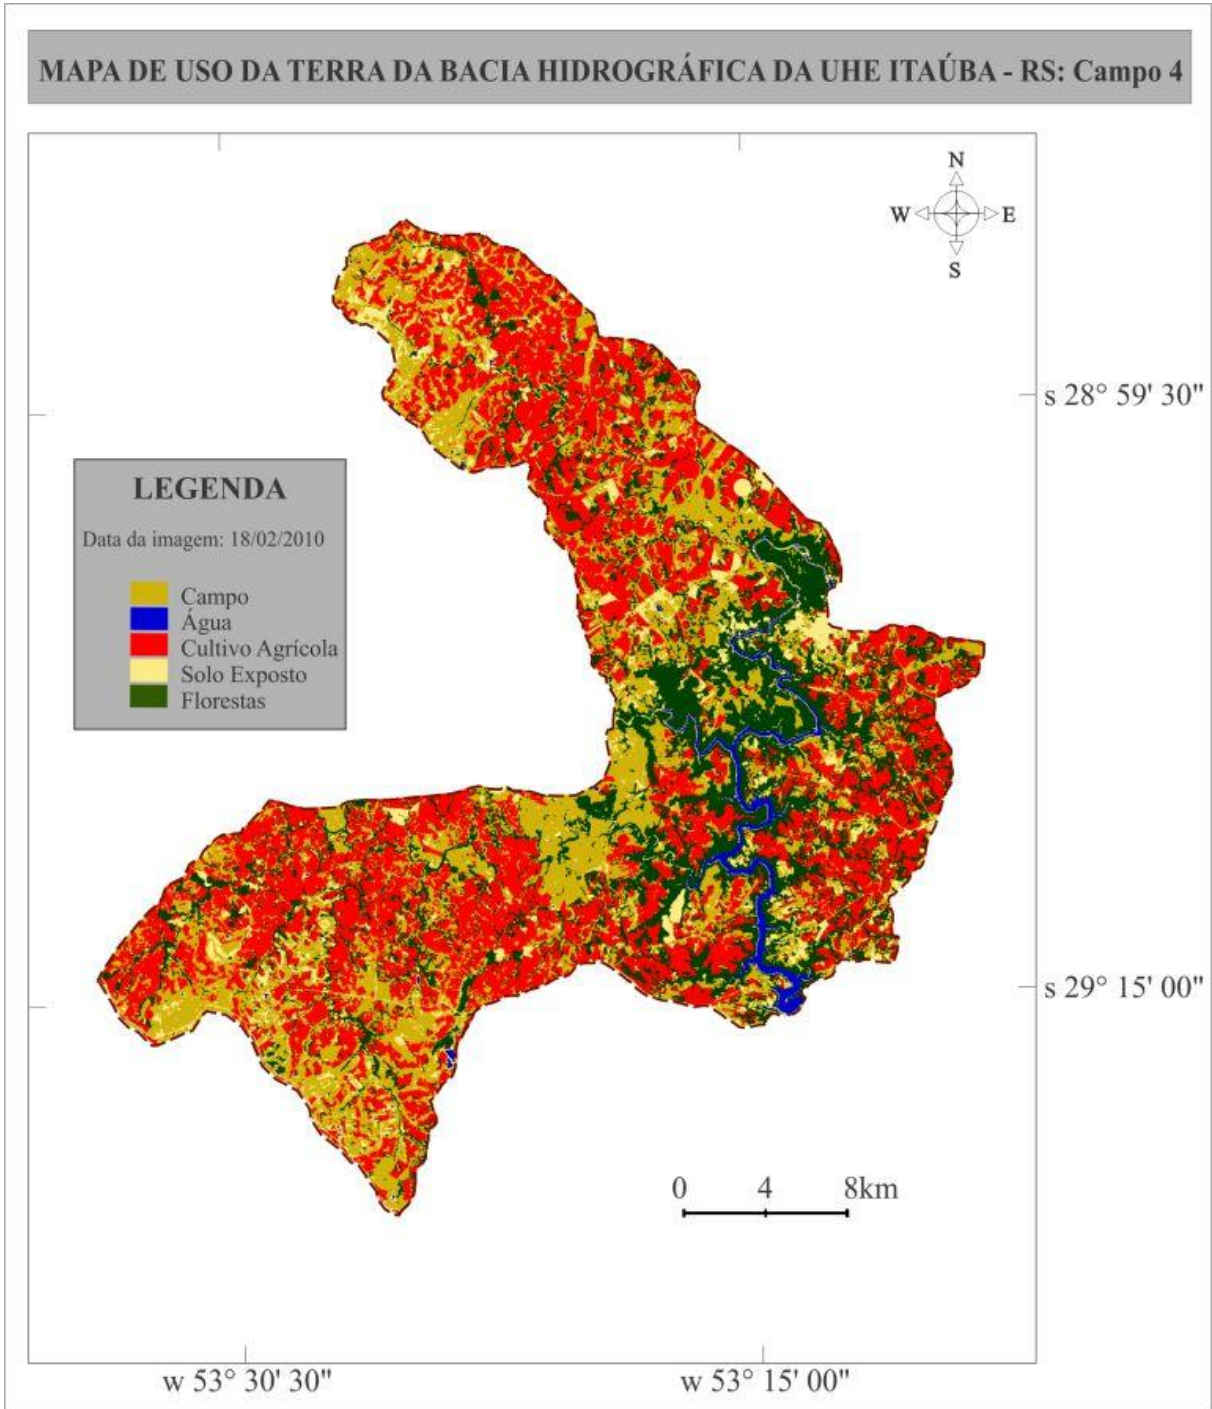 MAPA DE USO DA TERRA DA BACIA HIDROGRÁFICA DA UHE ITAÚBA - RS: Campo 4
N
W E
S
s 28° 59' 30"
LEGENDA
Data da imagem: 18/02/2010
Campo
Água
Cultivo Agrícola
Solo Exposto
Florestas
s 29° 15' 00"
0 4 8km
w 53° 30' 30" w 53° 15' 00"